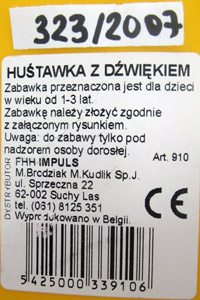 323/2007
HUŚTAWKA Z DŹWIĘKIEM
Zabawka przeznaczona jest dla dzieci
w wieku od 1-3 lat.
Zabawkę należy złożyć zgodnie
z załączonym rysunkiem.
Uwaga: do zabawy tylko pod
nadzorem osoby dorosłej.
Art. 910
DYSTRYBUTOR
FHH IMPULS
M.Brodziak M.Kudlik Sp.J.
ul. Sprzeczna 22
62-002 Suchy Las
tel. (061) 8125 351
Wyprodukowano w Belgii.
CE
5 425000 339106